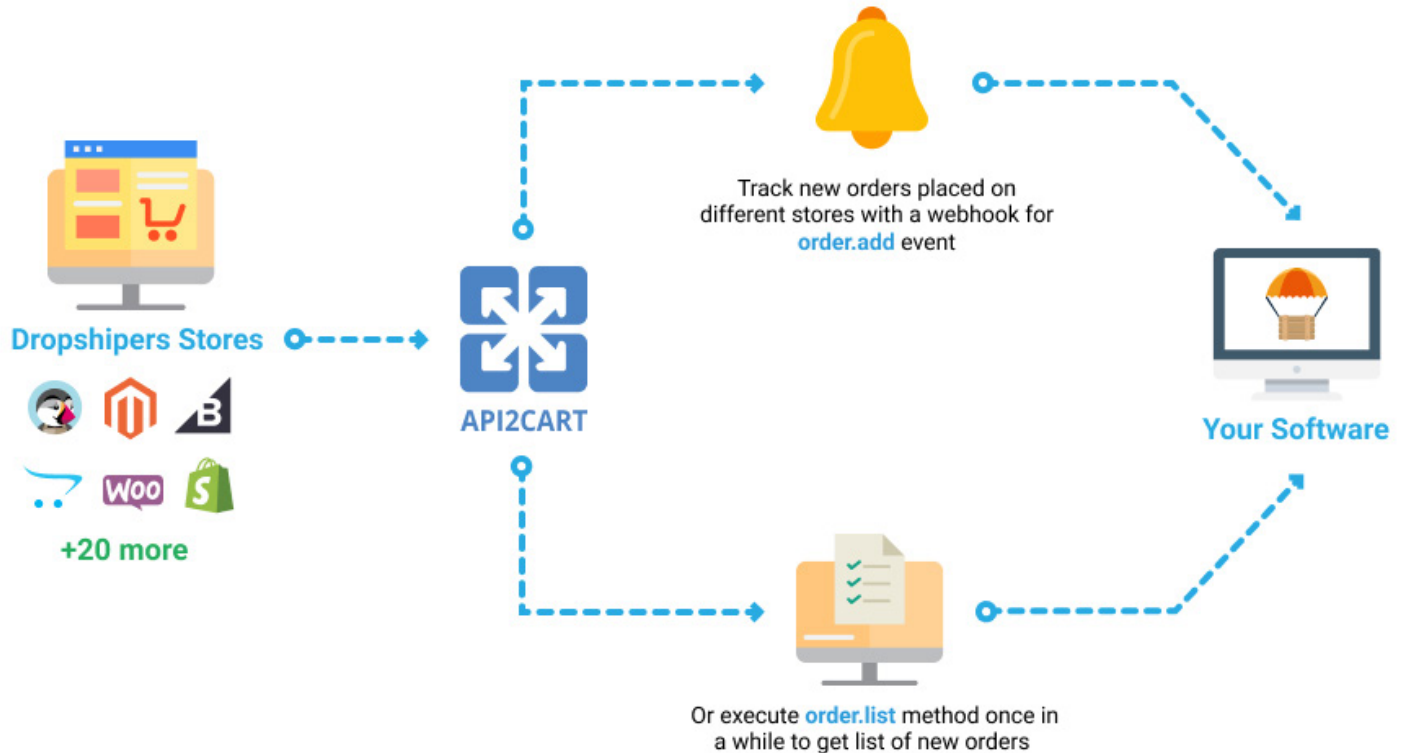 Dropshipers Stores
B
WOO
S
+20 more
API2CART
Track new orders placed on
different stores with a webhook for
order.add event
Your Software
Or execute order.list method once in
a while to get list of new orders